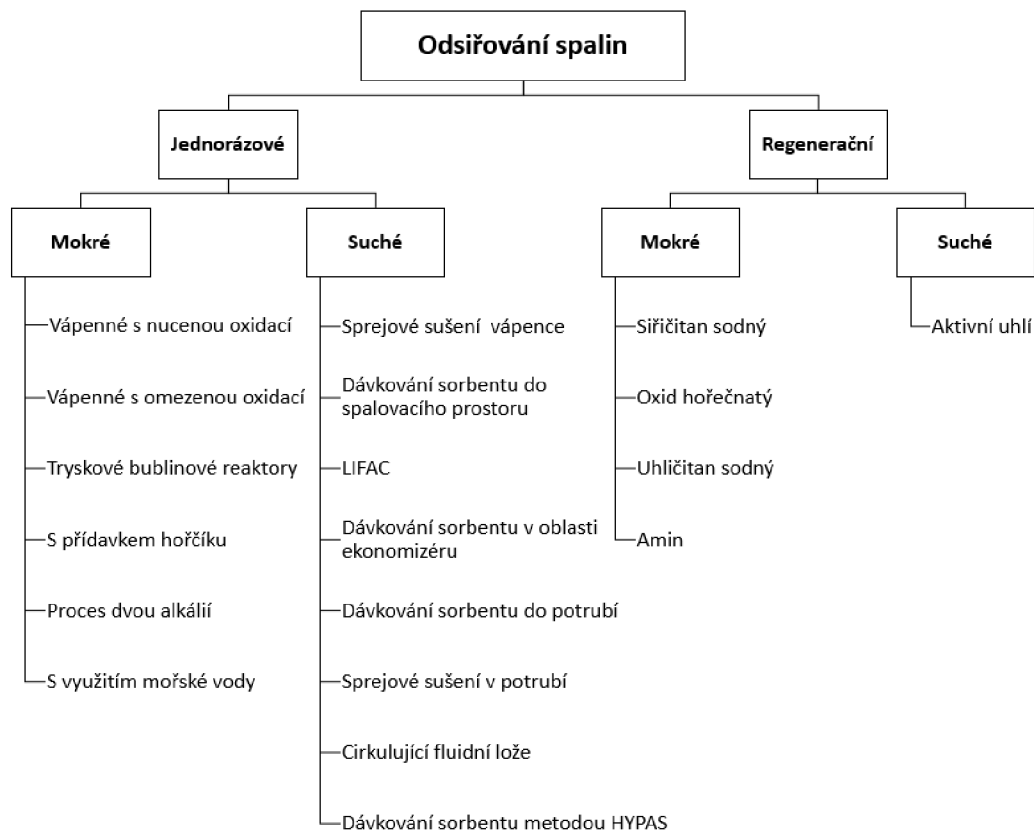 Odsiřování spalin
Jednorázové
Regenerační
Mokré
Suché
Mokré
Suché
Vápenné s nucenou oxidací
Vápenné s omezenou oxidací
Tryskové bublinové reaktory
S přídavkem hořčíku
Proces dvou alkálií
S využitím mořské vody
Sprejové sušení vápence
Dávkování sorbentu do
spalovacího prostoru
LIFAC
Dávkování sorbentu v oblasti
ekonomizéru
Dávkování sorbentu do potrubí
Sprejové sušení v potrubí
Cirkulující fluidní lože
Dávkování sorbentu metodou HYPAS
Siřičitan sodný
Oxid hořečnatý
Uhličitan sodný
Amin
Aktivní uhlí